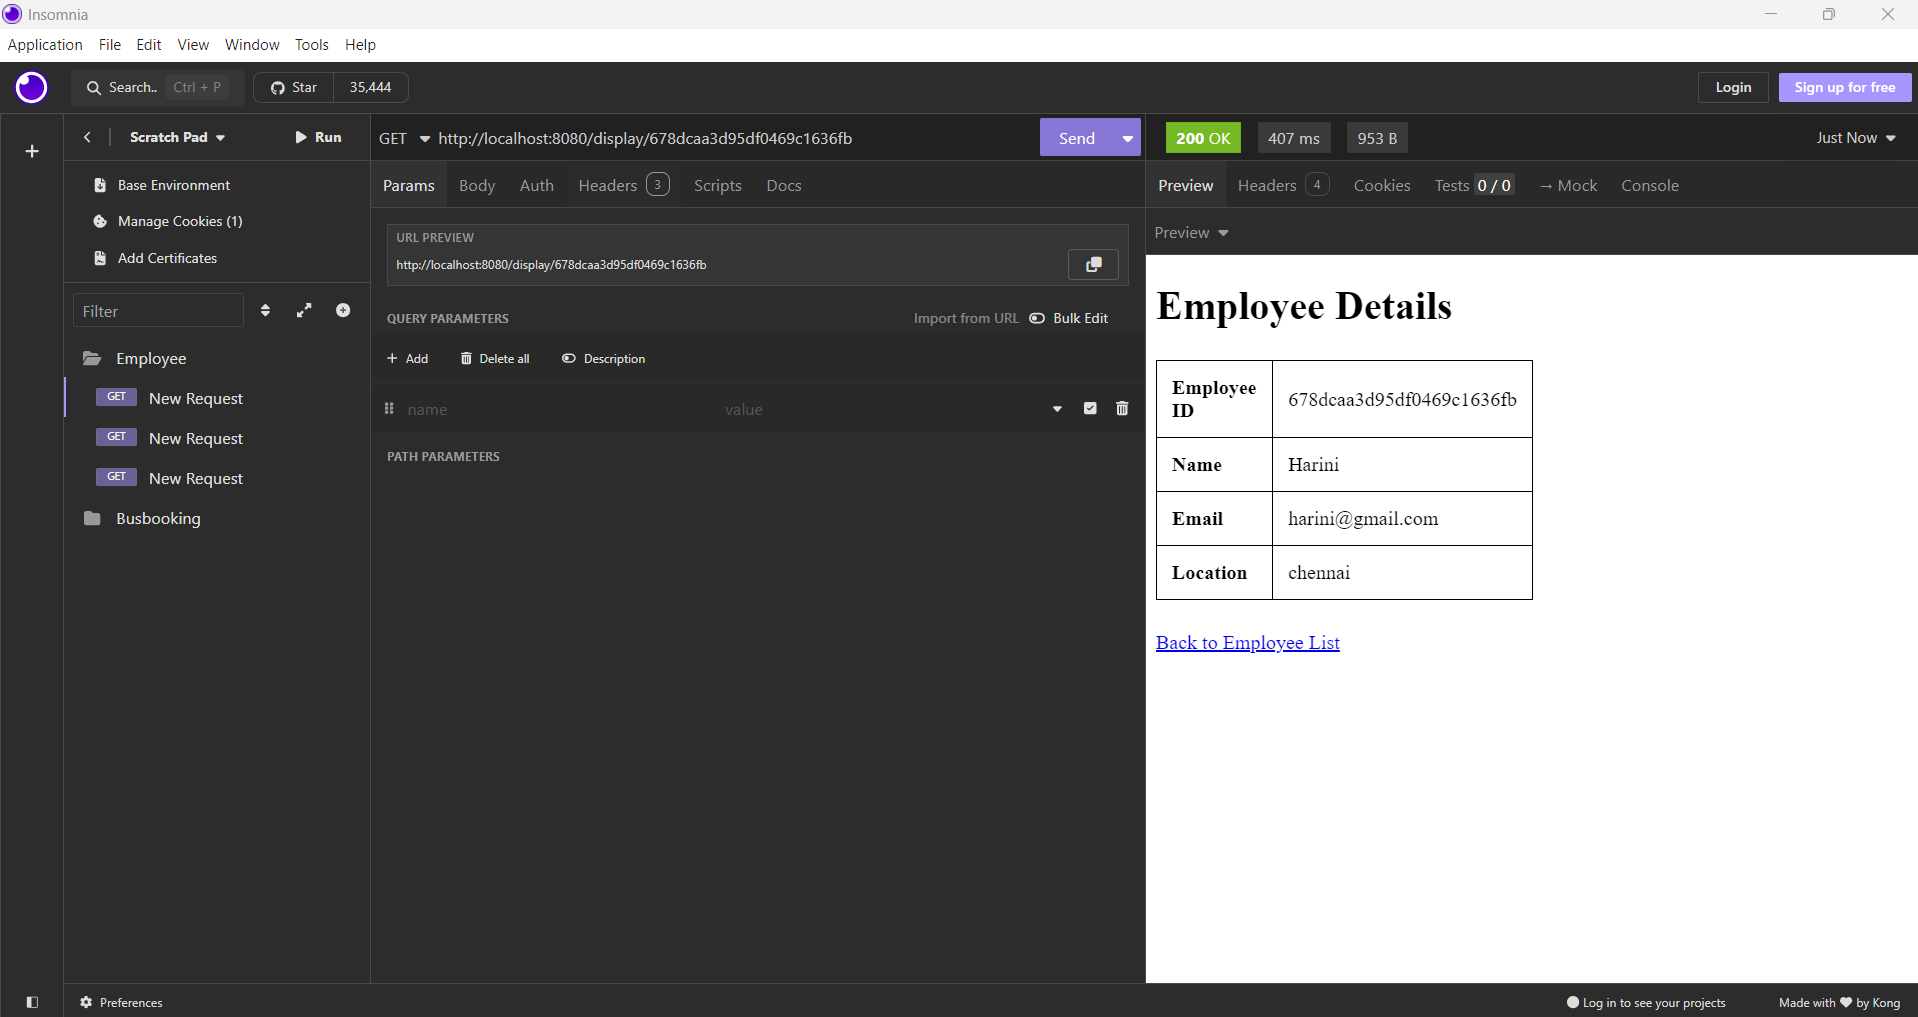 Insomnia
Application File Edit View Window Tools Help
Search.. Ctrl + P Star 35,444 Login Sign up for free
Scratch Pad Run
GET http://localhost:8080/display/678dcaa3d95df0469c1636fb Send
200 OK 407 ms 953 B Just Now
Base Environment
Manage Cookies (1)
Add Certificates
Filter
Employee
GET New Request
GET New Request
GET New Request
Busbooking
Params Body Auth Headers 3 Scripts Docs
URL PREVIEW
http://localhost:8080/display/678dcaa3d95df0469c1636fb
QUERY PARAMETERS Import from URL Bulk Edit
+ Add Delete all Description
name value
PATH PARAMETERS
Preview Headers 4 Cookies Tests 0 / 0 → Mock Console
Preview
Employee Details
Employee
ID 678dcaa3d95df0469c1636fb
Name Harini
Email harini@gmail.com
Location chennai
Back to Employee List
Preferences Log in to see your projects Made with ♥ by Kong